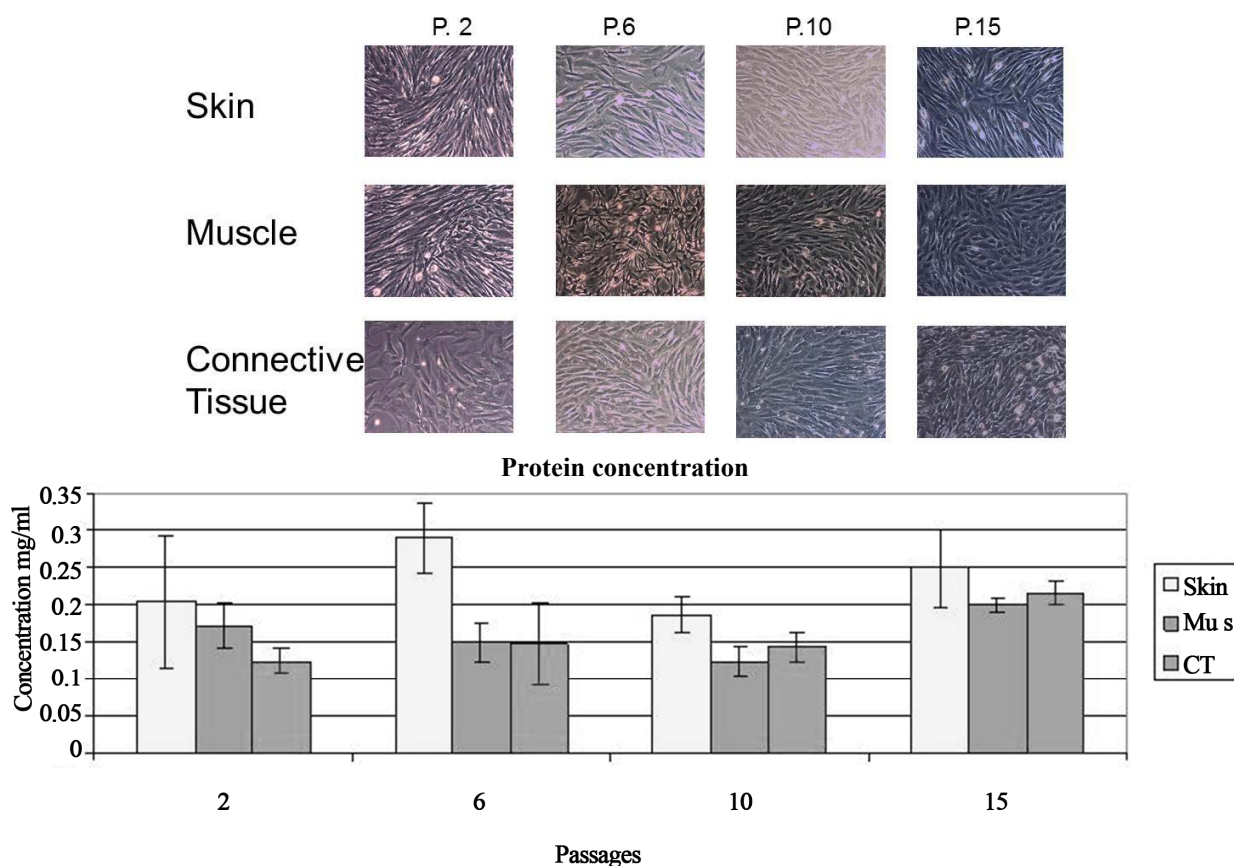 P. 2 P.6 P.10 P.15
Skin
Muscle
Connective
Tissue
Protein concentration
Concentration mg/ml
0.35
0.3
0.25
0.2
0.15
0.1
0.05
0
2 6 10 15
Passages
Skin
Mu s
CT